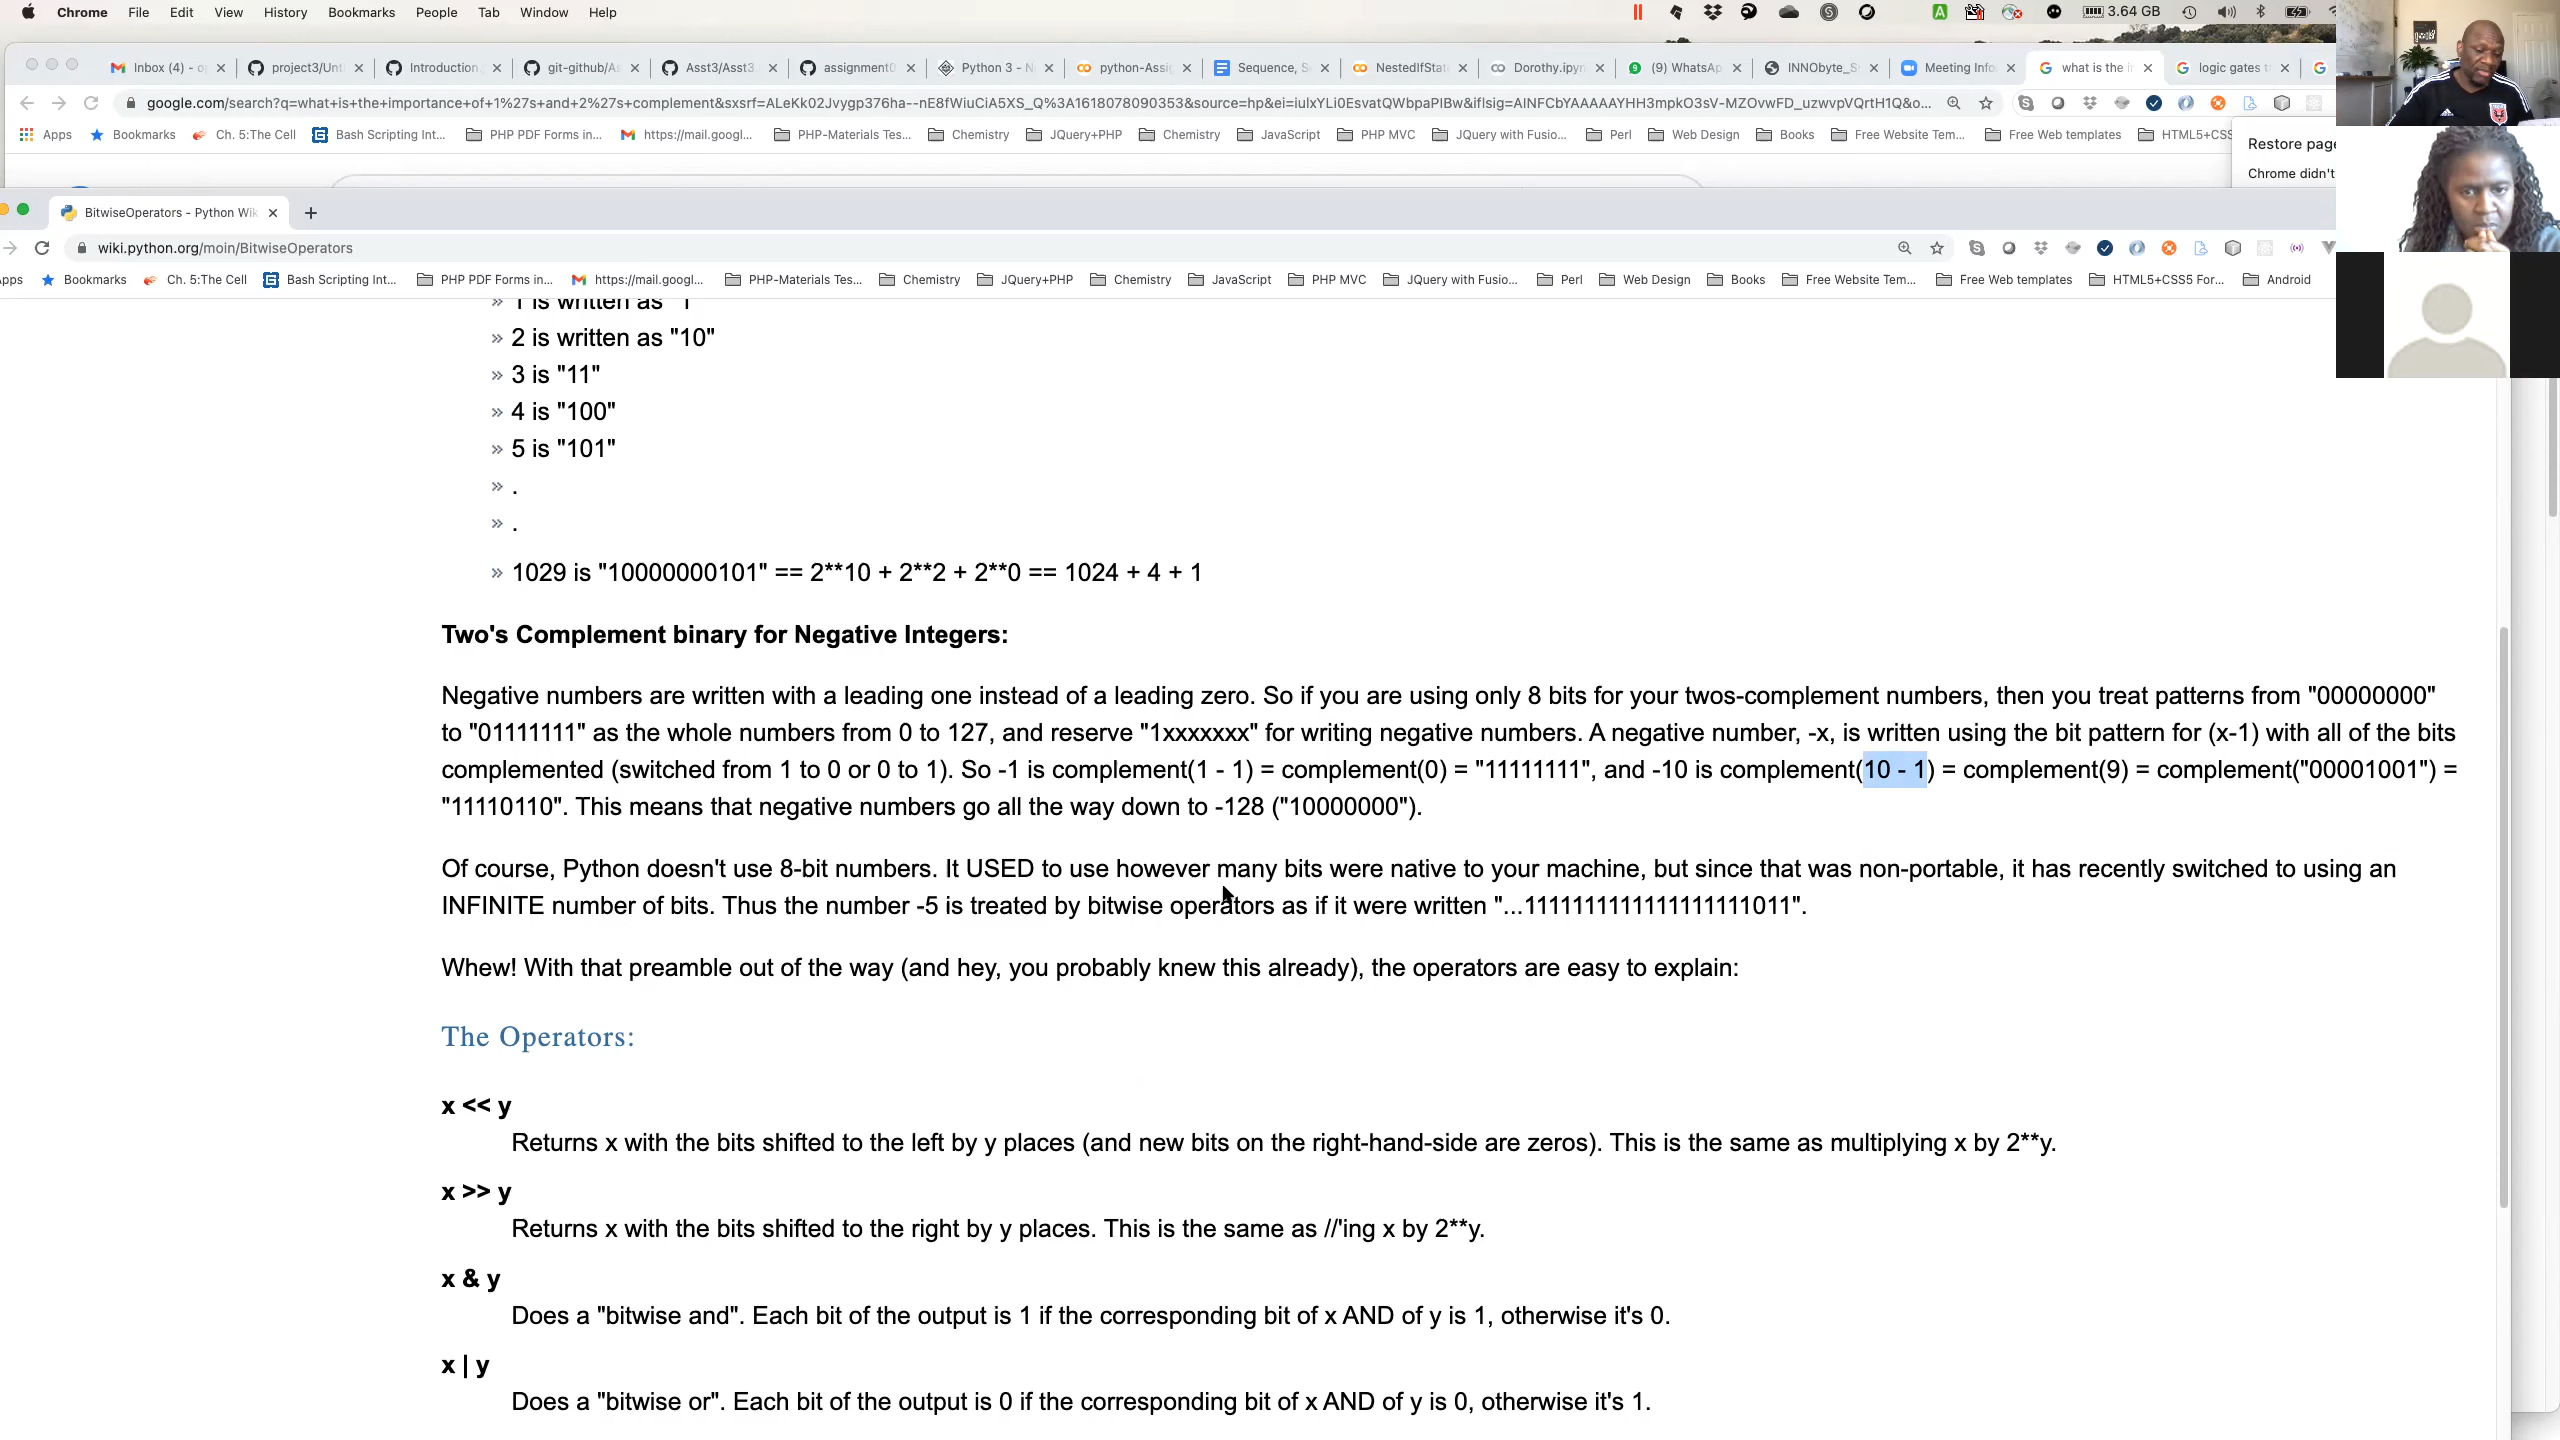 Chrome File Edit View History Bookmarks People Tab Window Help 3.64 GB
Inbox (4) - o project3/Unt Introduction. git-github/As Asst3/Asst3. assignment0 Python 3 - N python-Assig Sequence, S NestedIfStat Dorothy.ipyn (9) WhatsAp INNObyte_S Meeting Info what is the i logic gates t
google.com/search?q=what+is+the+importance+of+1%27s+and+2%27s+complement&sxsrf=
Apps Bookmarks Ch. 5:The Cell Bash Scripting Int... PHP PDF Forms in... https://mail.googl... PHP-Materials Tes... Chemistry JQuery+PHP Chemistry JavaScript PHP MVC JQuery with Fusio... Perl Web Design Books Free Website Tem... Free Web templates HTML5+CSS
Restore page
Chrome didn't
BitwiseOperators - Python Wik
wiki.python.org/moin/BitwiseOperators
pps Bookmarks Ch. 5:The Cell Bash Scripting Int... PHP PDF Forms in... https://mail.googl... PHP-Materials Tes... Chemistry JQuery+PHP Chemistry JavaScript PHP MVC JQuery with Fusio... Perl Web Design Books Free Website Tem... Free Web templates HTML5+CSS5 For... Android
» 1 is written as "1"
» 2 is written as "10"
» 3 is "11"
» 4 is "100"
» 5 is "101"
» .
» .
» 1029 is "10000000101" == 2**10 + 2**2 + 2**0 == 1024 + 4 + 1
Two's Complement binary for Negative Integers:
Negative numbers are written with a leading one instead of a leading zero. So if you are using only 8 bits for your twos-complement numbers, then you treat patterns from "00000000"
to "01111111" as the whole numbers from 0 to 127, and reserve "1xxxxxxx" for writing negative numbers. A negative number, -x, is written using the bit pattern for (x-1) with all of the bits
complemented (switched from 1 to 0 or 0 to 1). So -1 is complement(1 - 1) = complement(0) = "11111111", and -10 is complement(10 - 1) = complement(9) = complement("00001001") =
"11110110". This means that negative numbers go all the way down to -128 ("10000000").
Of course, Python doesn't use 8-bit numbers. It USED to use however many bits were native to your machine, but since that was non-portable, it has recently switched to using an
INFINITE number of bits. Thus the number -5 is treated by bitwise operators as if it were written "...1111111111111111111011".
Whew! With that preamble out of the way (and hey, you probably knew this already), the operators are easy to explain:
The Operators:
x << y
Returns x with the bits shifted to the left by y places (and new bits on the right-hand-side are zeros). This is the same as multiplying x by 2**y.
x >> y
Returns x with the bits shifted to the right by y places. This is the same as //'ing x by 2**y.
x & y
Does a "bitwise and". Each bit of the output is 1 if the corresponding bit of x AND of y is 1, otherwise it's 0.
x | y
Does a "bitwise or". Each bit of the output is 0 if the corresponding bit of x AND of y is 0, otherwise it's 1.